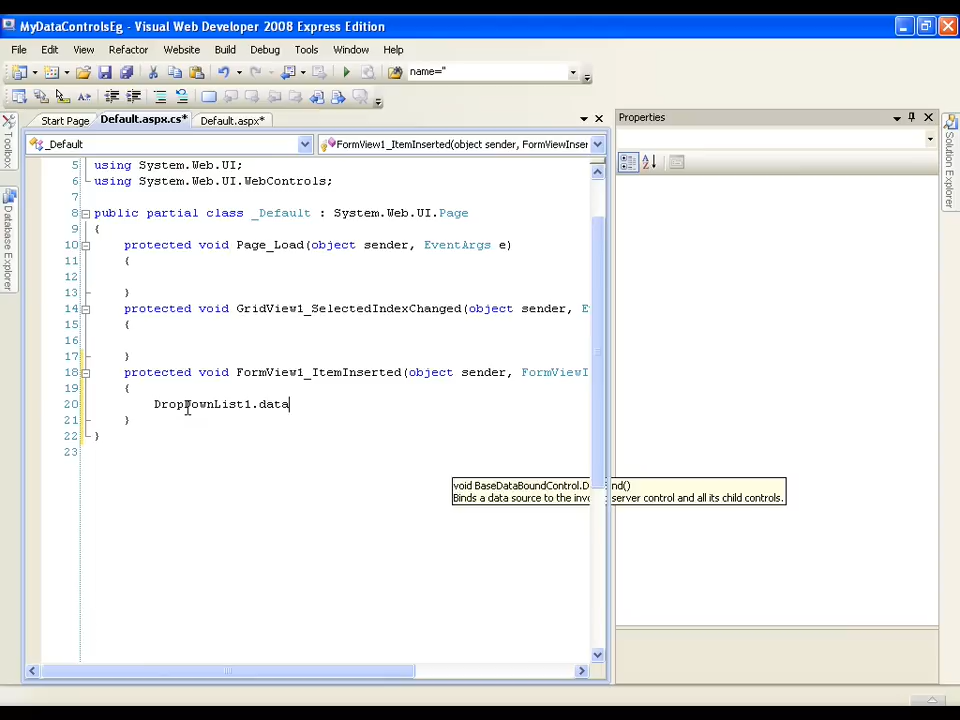 MyDataControlsEg - Visual Web Developer 2008 Express Edition
File Edit View Refactor Website Build Debug Tools Window Help
name="
Start Page Default.aspx.cs* Default.aspx*
Properties
_Default FormView1_ItemInserted(object sender, FormViewInser
Toolbox
Database Explorer
Solution Explorer
5 using System.Web.UI;
6 using System.Web.UI.WebControls;
7
8 public partial class _Default : System.Web.UI.Page
9 {
10 protected void Page_Load(object sender, EventArgs e)
11 {
12
13 }
14 protected void GridView1_SelectedIndexChanged(object sender, E
15 {
16
17 }
18 protected void FormView1_ItemInserted(object sender, FormViewI
19 {
20 DropDownList1.data
21 }
22 }
23
void BaseDataBoundControl.D nd()
Binds a data source to the inv server control and all its child controls.